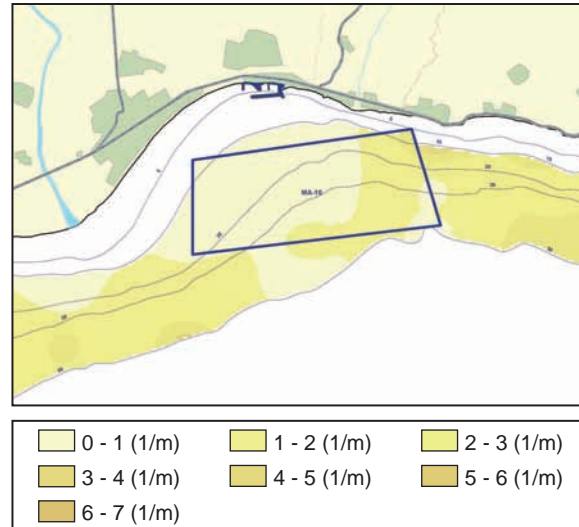 MA-16
0 - 1 (1/m) 1 - 2 (1/m) 2 - 3 (1/m)
3 - 4 (1/m) 4 - 5 (1/m) 5 - 6 (1/m)
6 - 7 (1/m)